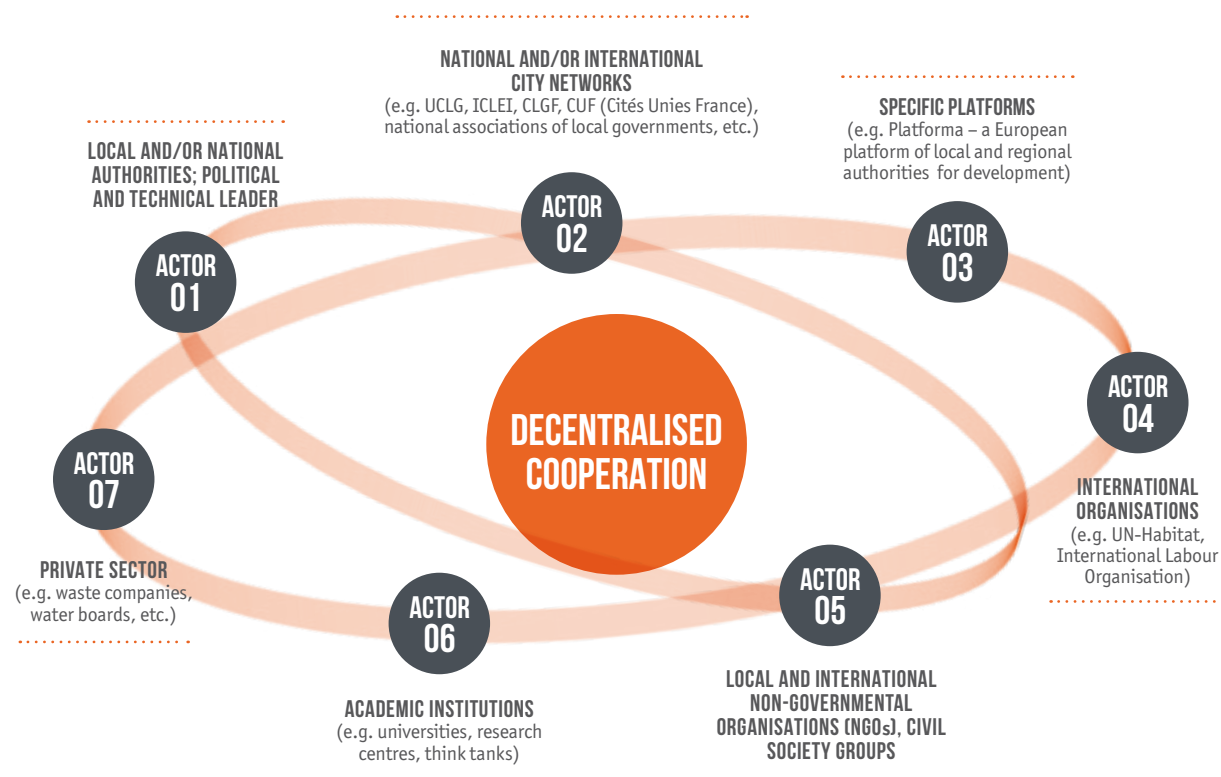 NATIONAL AND/OR INTERNATIONAL
CITY NETWORKS
(e.g. UCLG, ICLEI, CLGF, CUF (Cités Unies France),
national associations of local governments, etc.)
SPECIFIC PLATFORMS
(e.g. Platforma – a European
platform of local and regional
authorities for development)
LOCAL AND/OR NATIONAL
AUTHORITIES; POLITICAL
AND TECHNICAL LEADER
ACTOR
01
ACTOR
02
ACTOR
03
ACTOR
04
INTERNATIONAL
ORGANISATIONS
(e.g. UN-Habitat,
International Labour
Organisation)
DECENTRALISED
COOPERATION
ACTOR
07
PRIVATE SECTOR
(e.g. waste companies,
water boards, etc.)
ACTOR
06
ACADEMIC INSTITUTIONS
(e.g. universities, research
centres, think tanks)
ACTOR
05
LOCAL AND INTERNATIONAL
NON-GOVERNMENTAL
ORGANISATIONS (NGOs), CIVIL
SOCIETY GROUPS